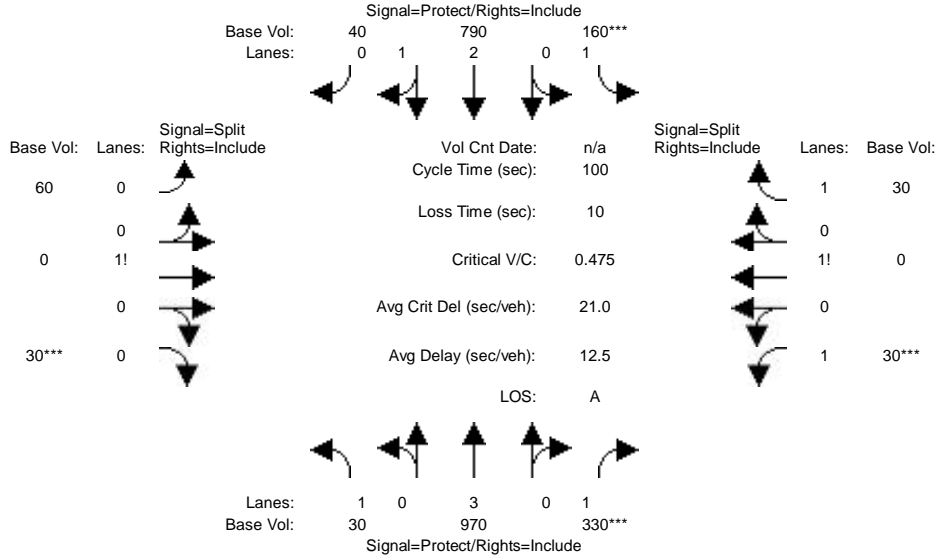 Signal=Protect/Rights=Include
Base Vol: 40 790 160***
Lanes: 0 1 2 0 1
Signal=Split
Rights=Include
Base Vol: Lanes:
60 0
0
0 1!
0
30*** 0
Vol Cnt Date: n/a
Cycle Time (sec): 100
Loss Time (sec): 10
Critical V/C: 0.475
Avg Crit Del (sec/veh): 21.0
Avg Delay (sec/veh): 12.5
LOS: A
Signal=Split
Rights=Include
Lanes: Base Vol:
1 30
0
1! 0
0
1 30***
Lanes: 1 0 3 0 1
Base Vol: 30 970 330***
Signal=Protect/Rights=Include